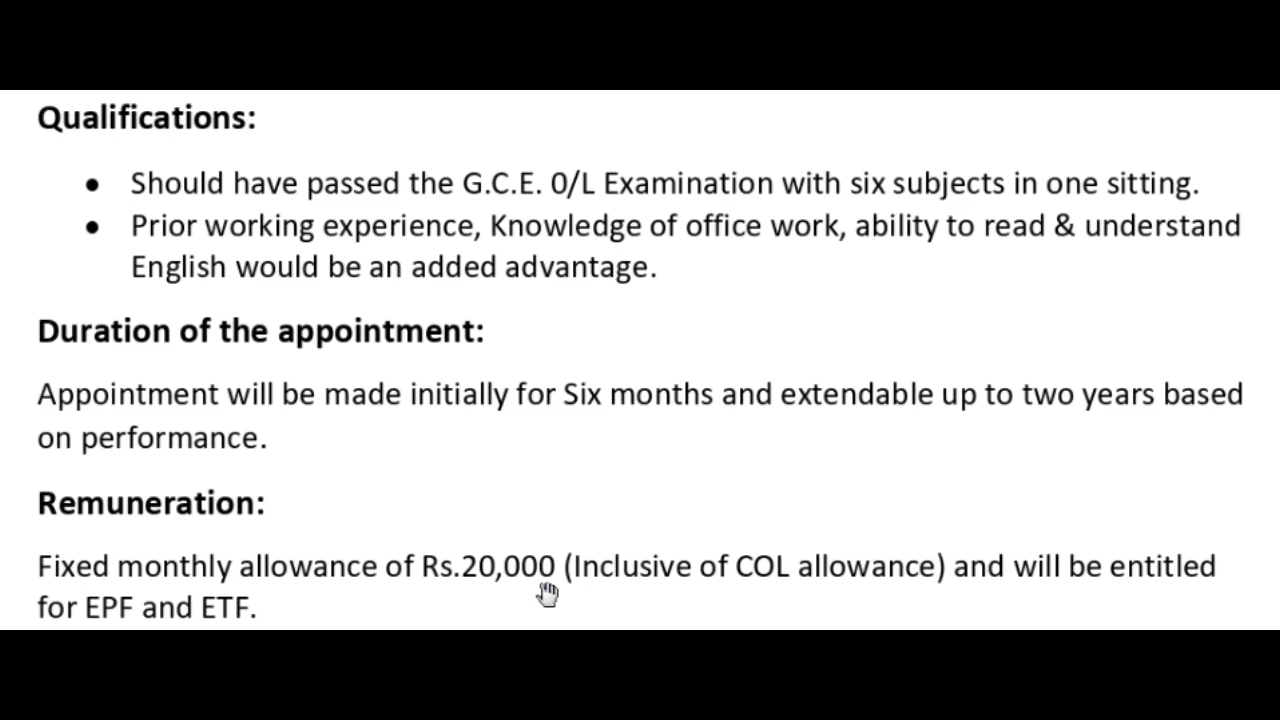 Qualifications:
● Should have passed the G.C.E. 0/L Examination with six subjects in one sitting.
● Prior working experience, Knowledge of office work, ability to read & understand
English would be an added advantage.
Duration of the appointment:
Appointment will be made initially for Six months and extendable up to two years based
on performance.
Remuneration:
Fixed monthly allowance of Rs.20,000 (Inclusive of COL allowance) and will be entitled
for EPF and ETF.